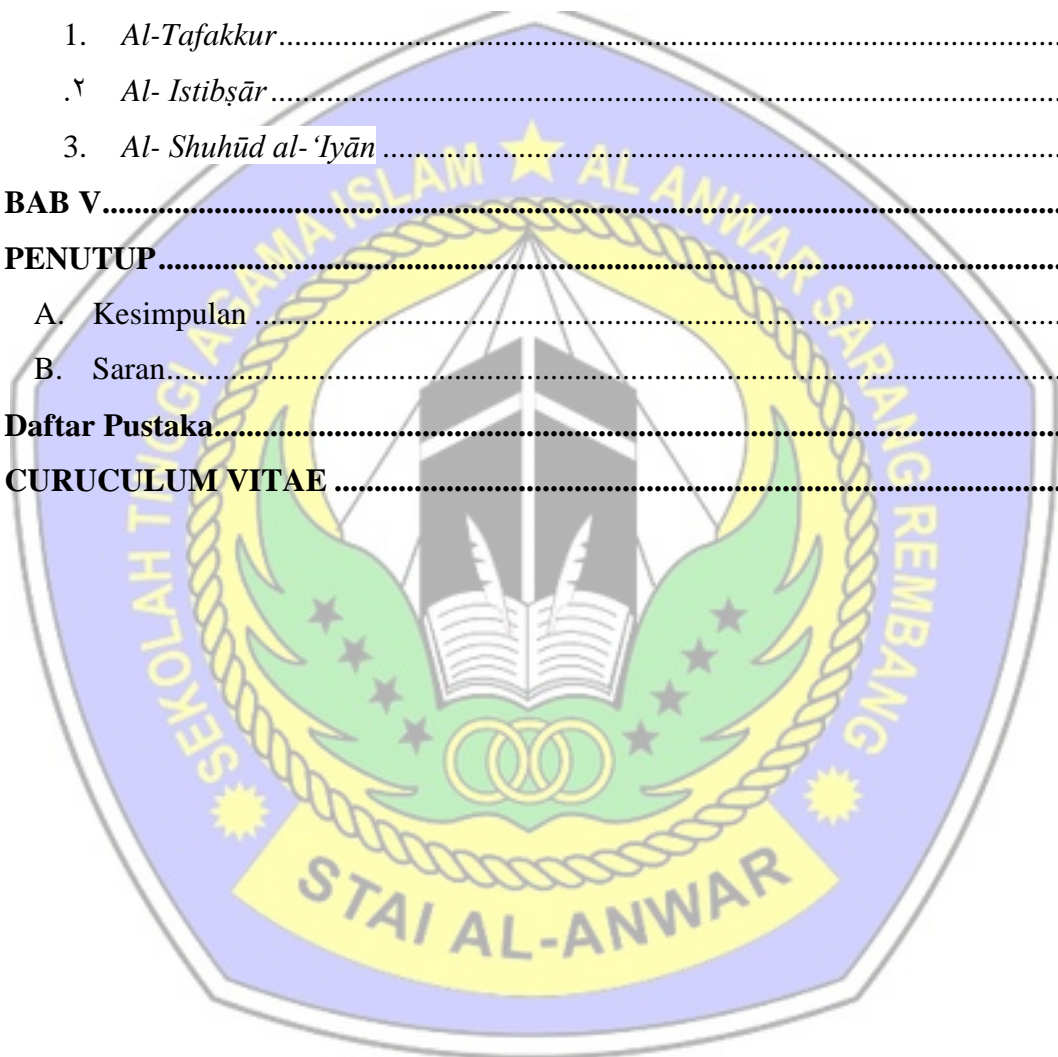 1. Al-Tafakkur
.٢ Al- Istibṣār
3. Al- Shuhūd al-‘Iyān
BAB V
PENUTUP
A. Kesimpulan
B. Saran
Daftar Pustaka
CURUCULUM VITAE
SEKOLAH TINGGI AGAMA ISLAM AL ANWAR SARANG REMBANG
STAI AL-ANWAR